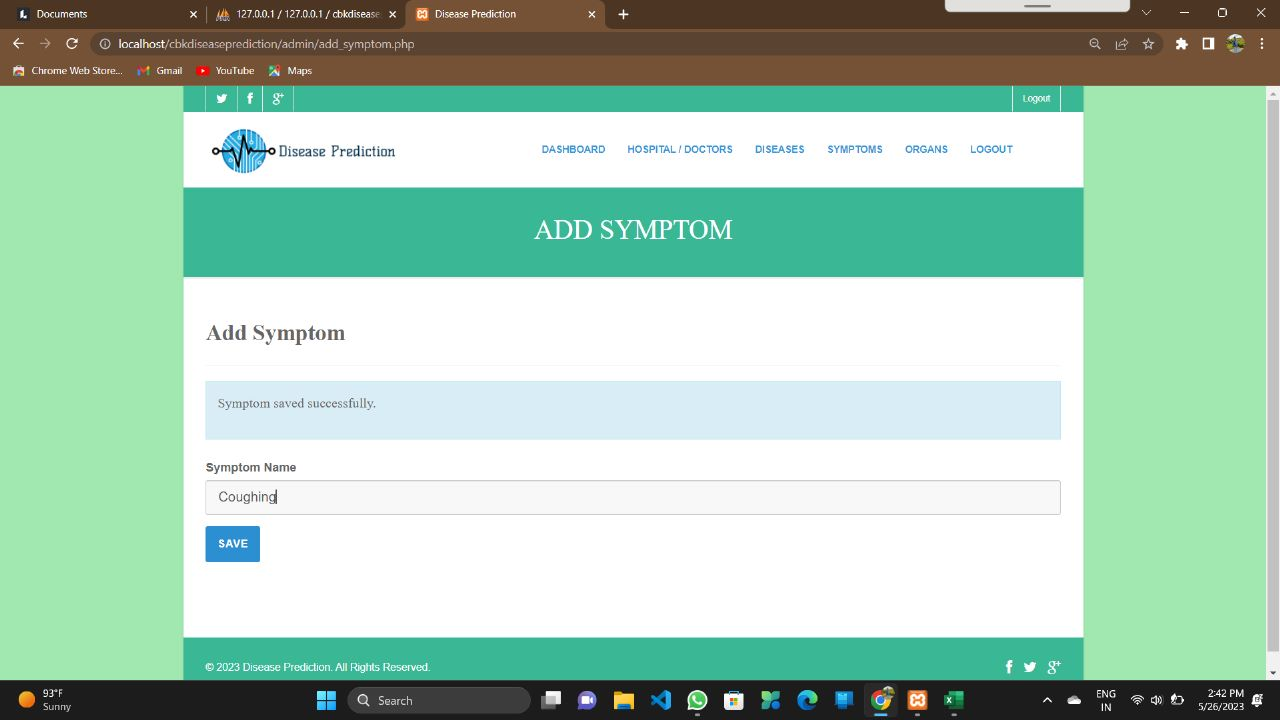 Documents
127.0.0.1 / 127.0.0.1 / cbkdisease
Disease Prediction
localhost/cbkdiseaseprediction/admin/add_symptom.php
Chrome Web Store...
Gmail
YouTube
Maps
Logout
Disease Prediction
DASHBOARD
HOSPITAL / DOCTORS
DISEASES
SYMPTOMS
ORGANS
LOGOUT
ADD SYMPTOM
Add Symptom
Symptom saved successfully.
Symptom Name
Coughing
SAVE
© 2023 Disease Prediction. All Rights Reserved.
93°F
Sunny
Search
ENG
IN
2:42 PM
5/26/2023